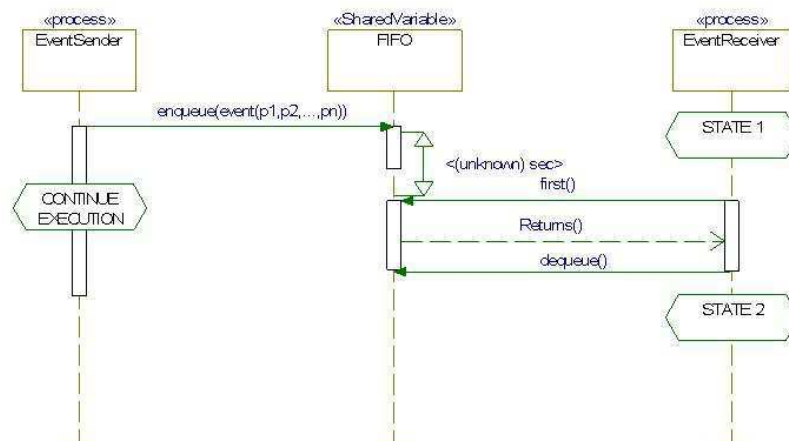 «process»
EventSender
«SharedVariable»
FIFO
«process»
EventReceiver
enqueue(event(p1,p2,...,pn))
STATE 1
<(unknown) sec>
first()
CONTINUE
EXECUTION
Returns()
dequeue()
STATE 2